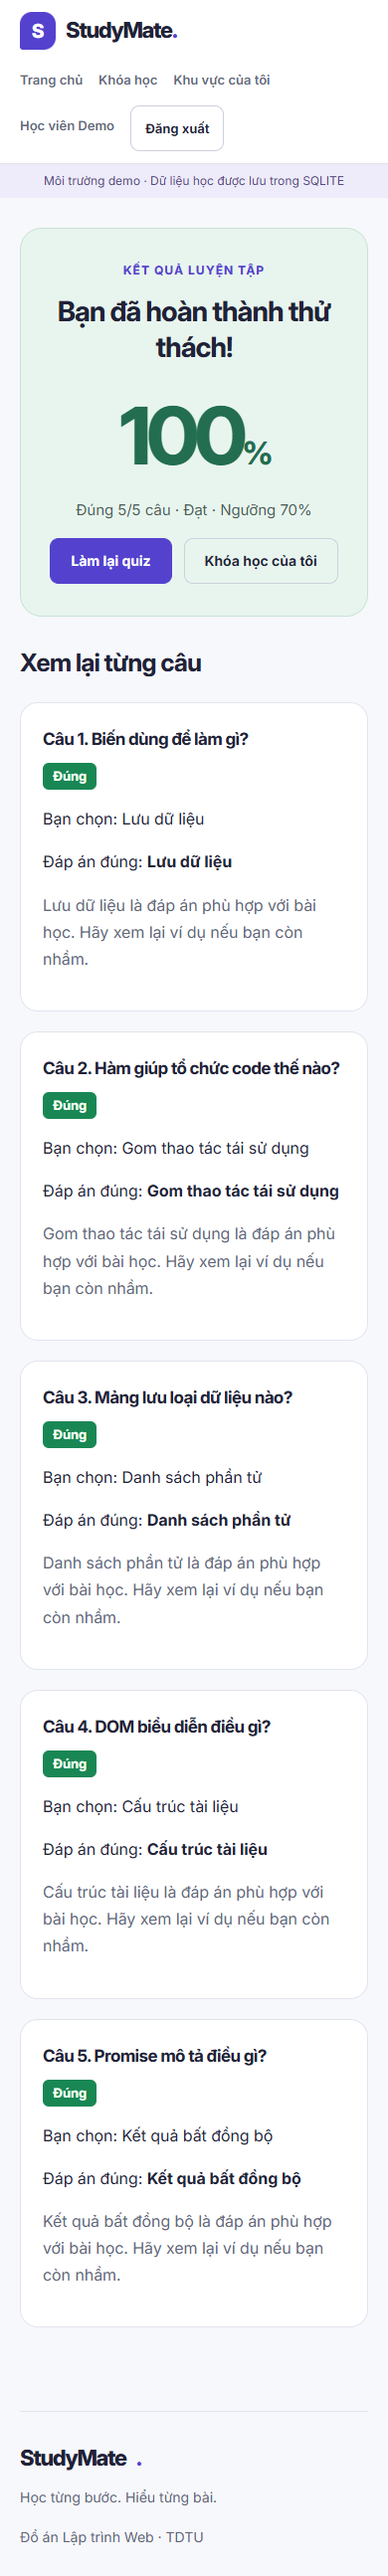 S StudyMate.
Trang chủ Khóa học Khu vực của tôi
Học viên Demo Đăng xuất
Môi trường demo · Dữ liệu học được lưu trong SQLITE
KẾT QUẢ LUYỆN TẬP
Bạn đã hoàn thành thử
thách!
100%
Đúng 5/5 câu · Đạt · Ngưỡng 70%
Làm lại quiz Khóa học của tôi
Xem lại từng câu
Câu 1. Biến dùng để làm gì?
Đúng
Bạn chọn: Lưu dữ liệu
Đáp án đúng: Lưu dữ liệu
Lưu dữ liệu là đáp án phù hợp với bài
học. Hãy xem lại ví dụ nếu bạn còn
nhầm.
Câu 2. Hàm giúp tổ chức code thế nào?
Đúng
Bạn chọn: Gom thao tác tái sử dụng
Đáp án đúng: Gom thao tác tái sử dụng
Gom thao tác tái sử dụng là đáp án phù
hợp với bài học. Hãy xem lại ví dụ nếu
bạn còn nhầm.
Câu 3. Mảng lưu loại dữ liệu nào?
Đúng
Bạn chọn: Danh sách phần tử
Đáp án đúng: Danh sách phần tử
Danh sách phần tử là đáp án phù hợp
với bài học. Hãy xem lại ví dụ nếu bạn
còn nhầm.
Câu 4. DOM biểu diễn điều gì?
Đúng
Bạn chọn: Cấu trúc tài liệu
Đáp án đúng: Cấu trúc tài liệu
Cấu trúc tài liệu là đáp án phù hợp với
bài học. Hãy xem lại ví dụ nếu bạn còn
nhầm.
Câu 5. Promise mô tả điều gì?
Đúng
Bạn chọn: Kết quả bất đồng bộ
Đáp án đúng: Kết quả bất đồng bộ
Kết quả bất đồng bộ là đáp án phù hợp
với bài học. Hãy xem lại ví dụ nếu bạn
còn nhầm.
StudyMate .
Học từng bước. Hiểu từng bài.
Đồ án Lập trình Web · TDTU